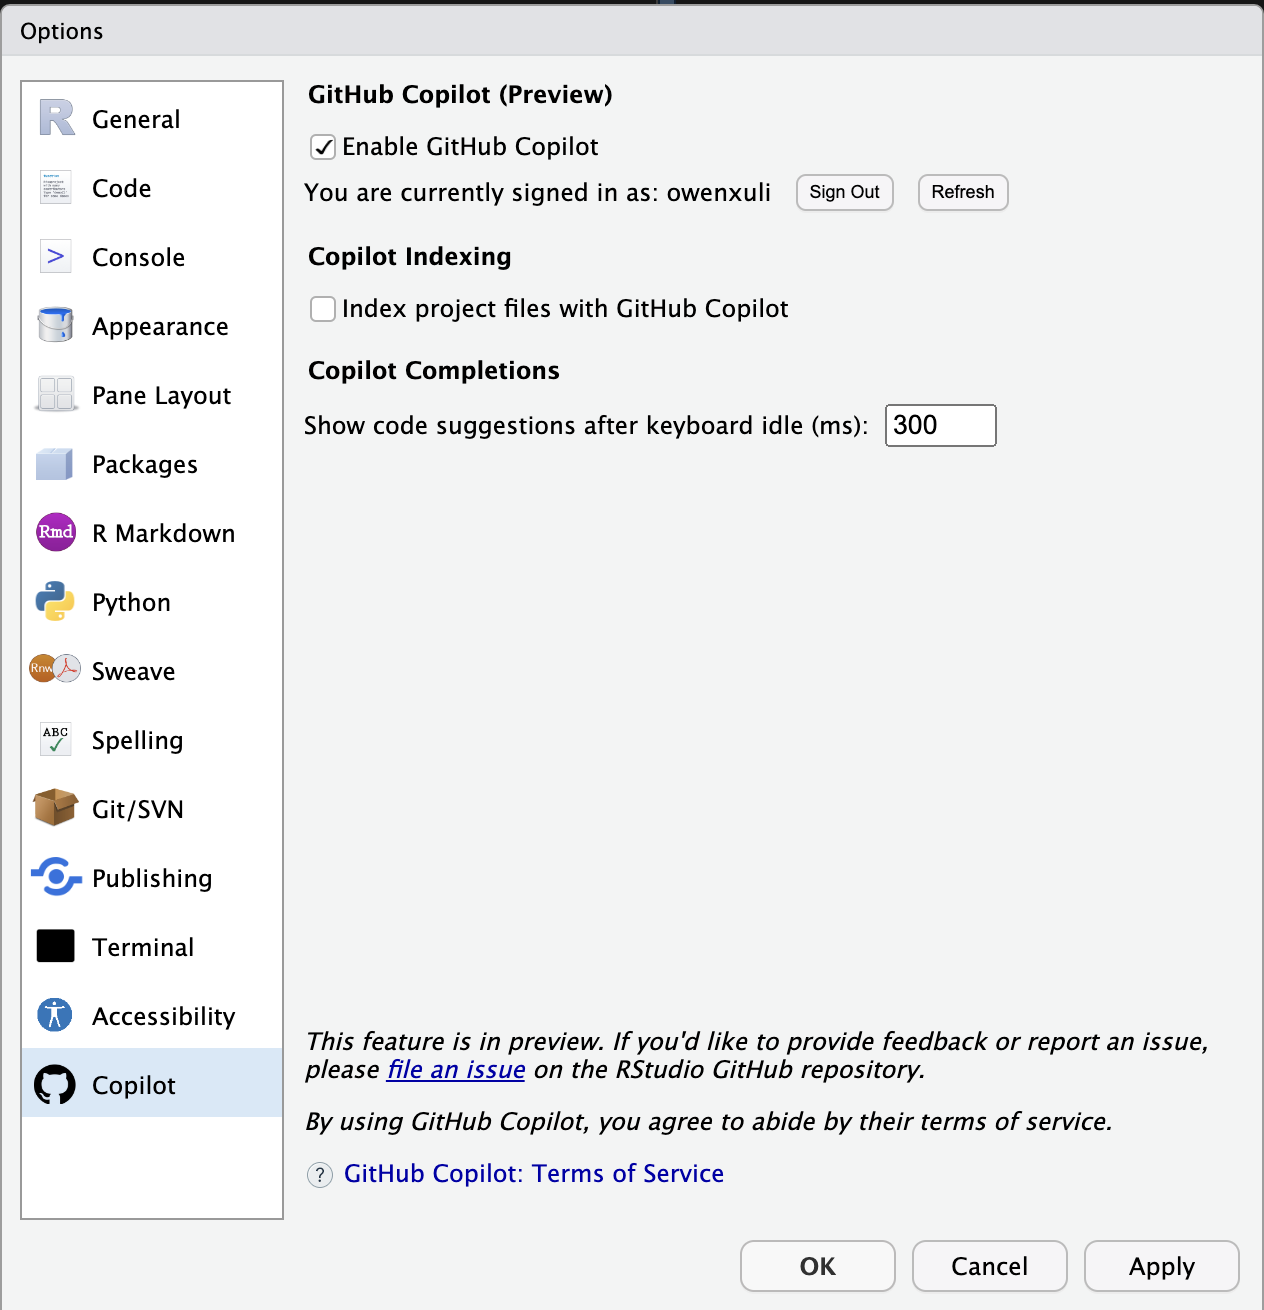 Options
General
Code
Console
Appearance
Pane Layout
Packages
Rmd
R Markdown
Python
Rnw
Sweave
ABC
Spelling
Git/SVN
Publishing
Terminal
Accessibility
Copilot
GitHub Copilot (Preview)
Enable GitHub Copilot
You are currently signed in as: owenxuli Sign Out Refresh
Copilot Indexing
Index project files with GitHub Copilot
Copilot Completions
Show code suggestions after keyboard idle (ms): 300
This feature is in preview. If you'd like to provide feedback or report an issue,
please file an issue on the RStudio GitHub repository.
By using GitHub Copilot, you agree to abide by their terms of service.
? GitHub Copilot: Terms of Service
OK Cancel Apply